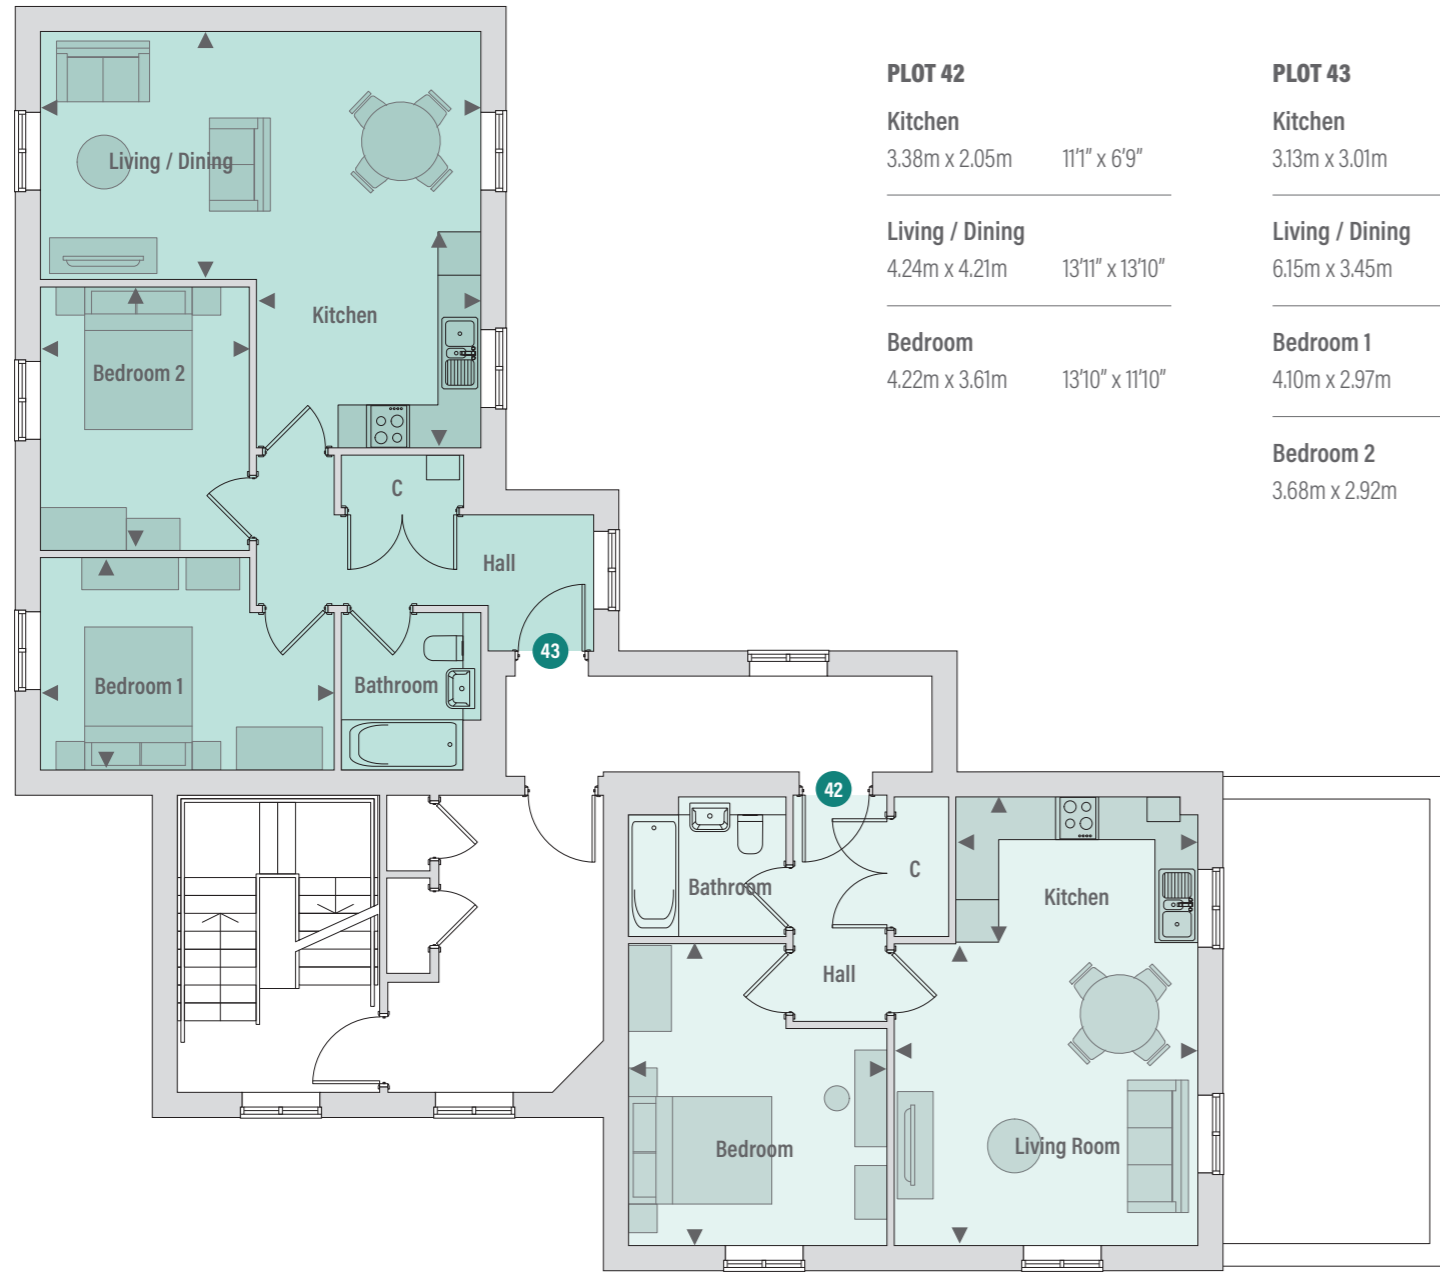 PLOT 42
Kitchen
3.38m x 2.05m 11'1" x 6'9"
Living / Dining
4.24m x 4.21m 13'11" x 13'10"
Bedroom
4.22m x 3.61m 13'10" x 11'10"
PLOT 43
Kitchen
3.13m x 3.01m
Living / Dining
6.15m x 3.45m
Bedroom 1
4.10m x 2.97m
Bedroom 2
3.68m x 2.92m
Living / Dining
Kitchen
Bedroom 2
C
Hall
Bedroom 1
Bathroom
43
42
Bathroom
C
Kitchen
Hall
Bedroom
Living Room